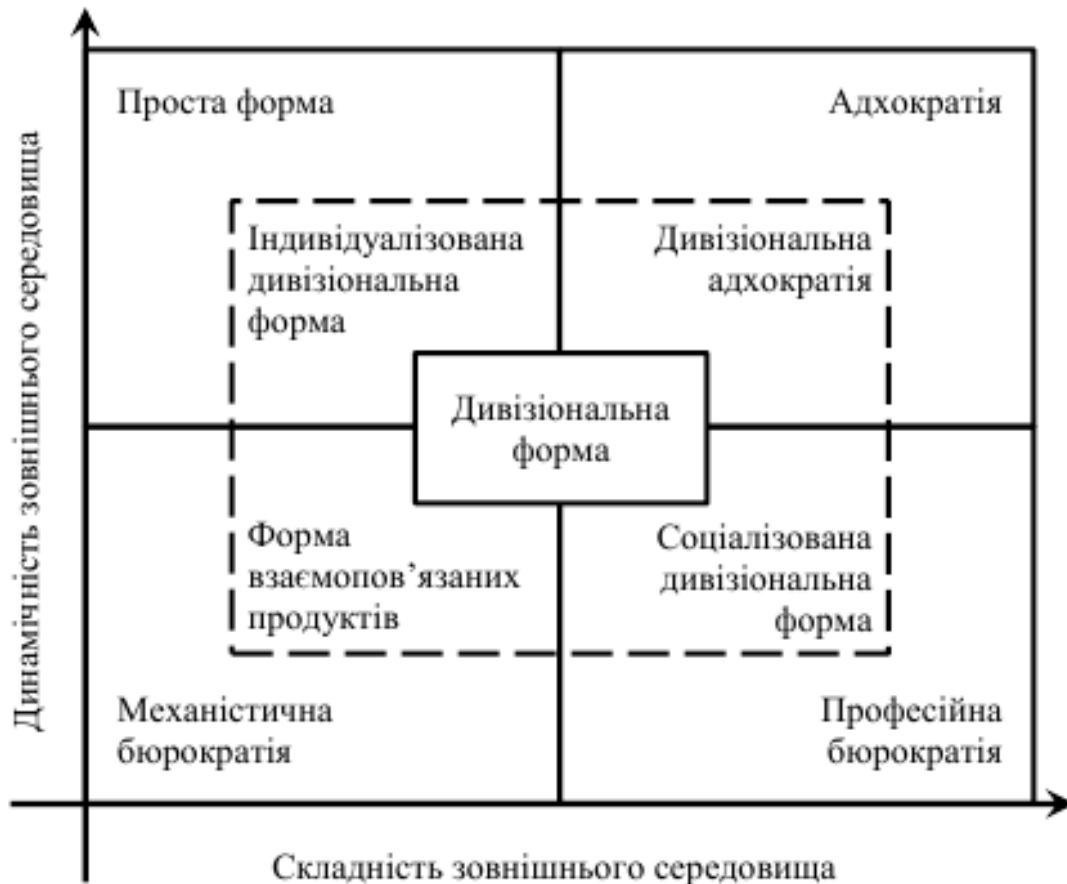 Проста форма
Адхократія
Індивідуалізована
дивізіональна
форма
Дивізіональна
адхократія
Дивізіональна
форма
Форма
взаємопов’язаних
продуктів
Соціалізована
дивізіональна
форма
Механістична
бюрократія
Професійна
бюрократія
Динамічність зовнішнього середовища
Складність зовнішнього середовища